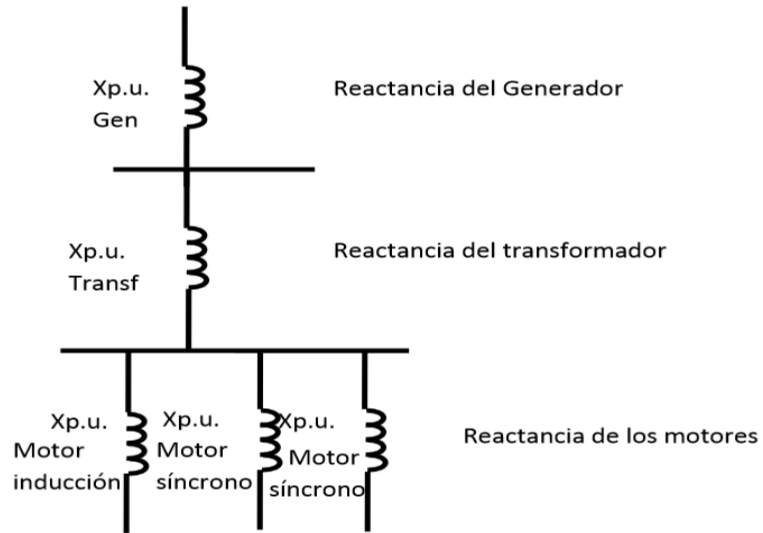 Xp.u.
Gen
Reactancia del Generador
Xp.u.
Transf
Reactancia del transformador
Xp.u.
Motor
inducción
Xp.u.
Motor
síncrono
Xp.u.
Motor
síncrono
Reactancia de los motores